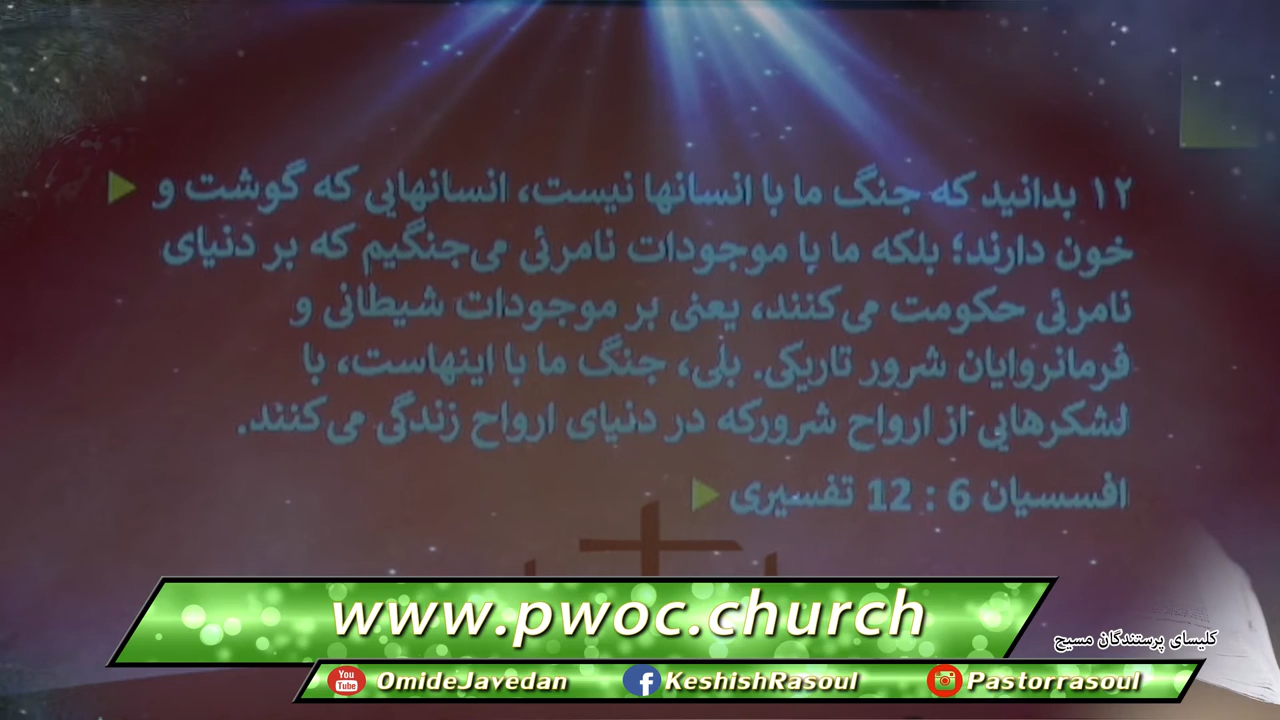 ۱۲ بدانید که جنگ ما با انسانها نیست، انسانهایی که گوشت و
خون دارند؛ بلکه ما با موجودات نامرئی می‌جنگیم که بر دنیای
نامرئی حکومت می‌کنند، یعنی بر موجودات شیطانی و
فرمانروایان شرور تاریکی. بلی، جنگ ما با اینهاست، با
لشکرهایی از ارواح شرورکه در دنیای ارواح زندگی می‌کنند.
افسسیان 6 : 12 تفسیری
www.pwoc.church
کلیسای پرستندگان مسیح
You Tube OmideJavedan f KeshishRasoul Pastorrasoul